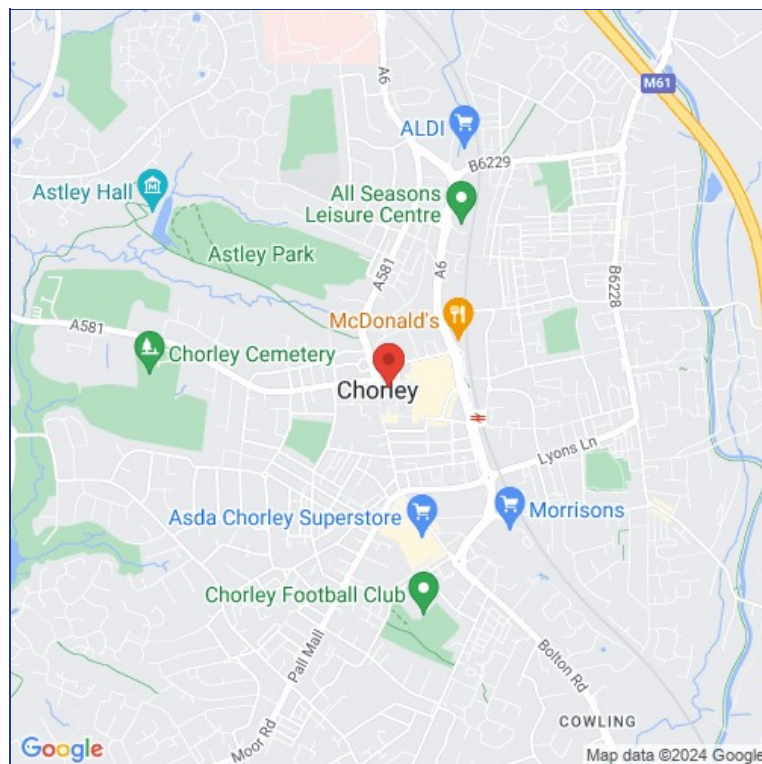 A6
M61
ALDI
B6229
Astley Hall
All Seasons
Leisure Centre
Astley Park
A581
A6
B6228
A581
McDonald's
Chorley Cemetery
Chorley
Lyons Ln
Asda Chorley Superstore
Morrisons
Chorley Football Club
Pall Mall
Bolton Rd
Moor Rd
COWLING
Google
Map data ©2024 Google